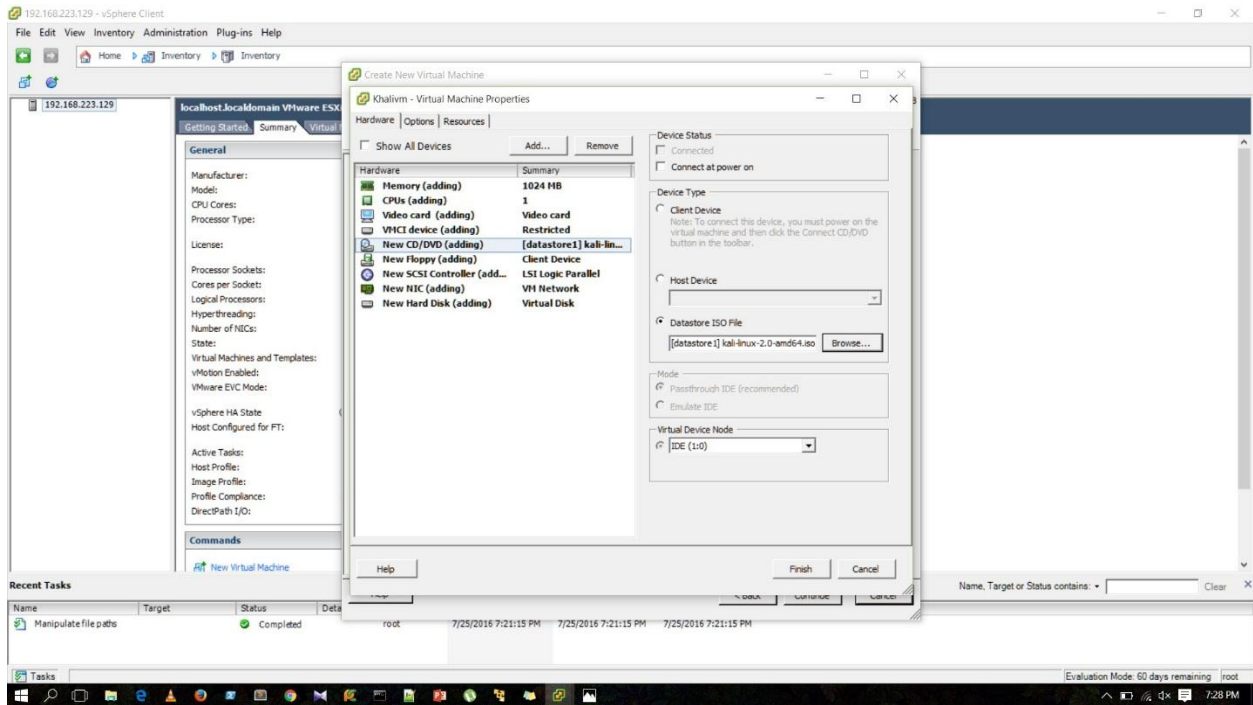 192.168.223.129 - vSphere Client
File Edit View Inventory Administration Plug-ins Help
Home Inventory Inventory
192.168.223.129
localhost.localdomain VMware ESX
Getting Started Summary Virtual
General
Manufacturer:
Model:
CPU Cores:
Processor Type:
License:
Processor Sockets:
Cores per Socket:
Logical Processors:
Hyperthreading:
Number of NICs:
State:
Virtual Machines and Templates:
vMotion Enabled:
VMware EVC Mode:
vSphere HA State
Host Configured for FT:
Active Tasks:
Host Profile:
Image Profile:
Profile Compliance:
DirectPath I/O:
Commands
New Virtual Machine
Create New Virtual Machine
Khalivm - Virtual Machine Properties
Hardware Options Resources
Show All Devices Add... Remove
Hardware Summary
Memory (adding) 1024 MB
CPUs (adding) 1
Video card (adding) Video card
VMCI device (adding) Restricted
New CD/DVD (adding) [datastore1] kali-lin...
New Floppy (adding) Client Device
New SCSI Controller (add... LSI Logic Parallel
New NIC (adding) VM Network
New Hard Disk (adding) Virtual Disk
Device Status
Connected
Connect at power on
Device Type
Client Device
Note: To connect this device, you must power on the
virtual machine and then click the Connect CD/DVD
button in the toolbar.
Host Device
Datastore ISO File
[datastore1] kali-linux-2.0-amd64.iso Browse...
Mode
Passthrough IDE (recommended)
Emulate IDE
Virtual Device Node
IDE (1:0)
Help Finish Cancel
Help < Back Continue Cancel
Recent Tasks Name, Target or Status contains: Clear
Name Target Status Deta
Manipulate file paths Completed root 7/25/2016 7:21:15 PM 7/25/2016 7:21:15 PM 7/25/2016 7:21:15 PM
Tasks Evaluation Mode: 60 days remaining root
7:28 PM